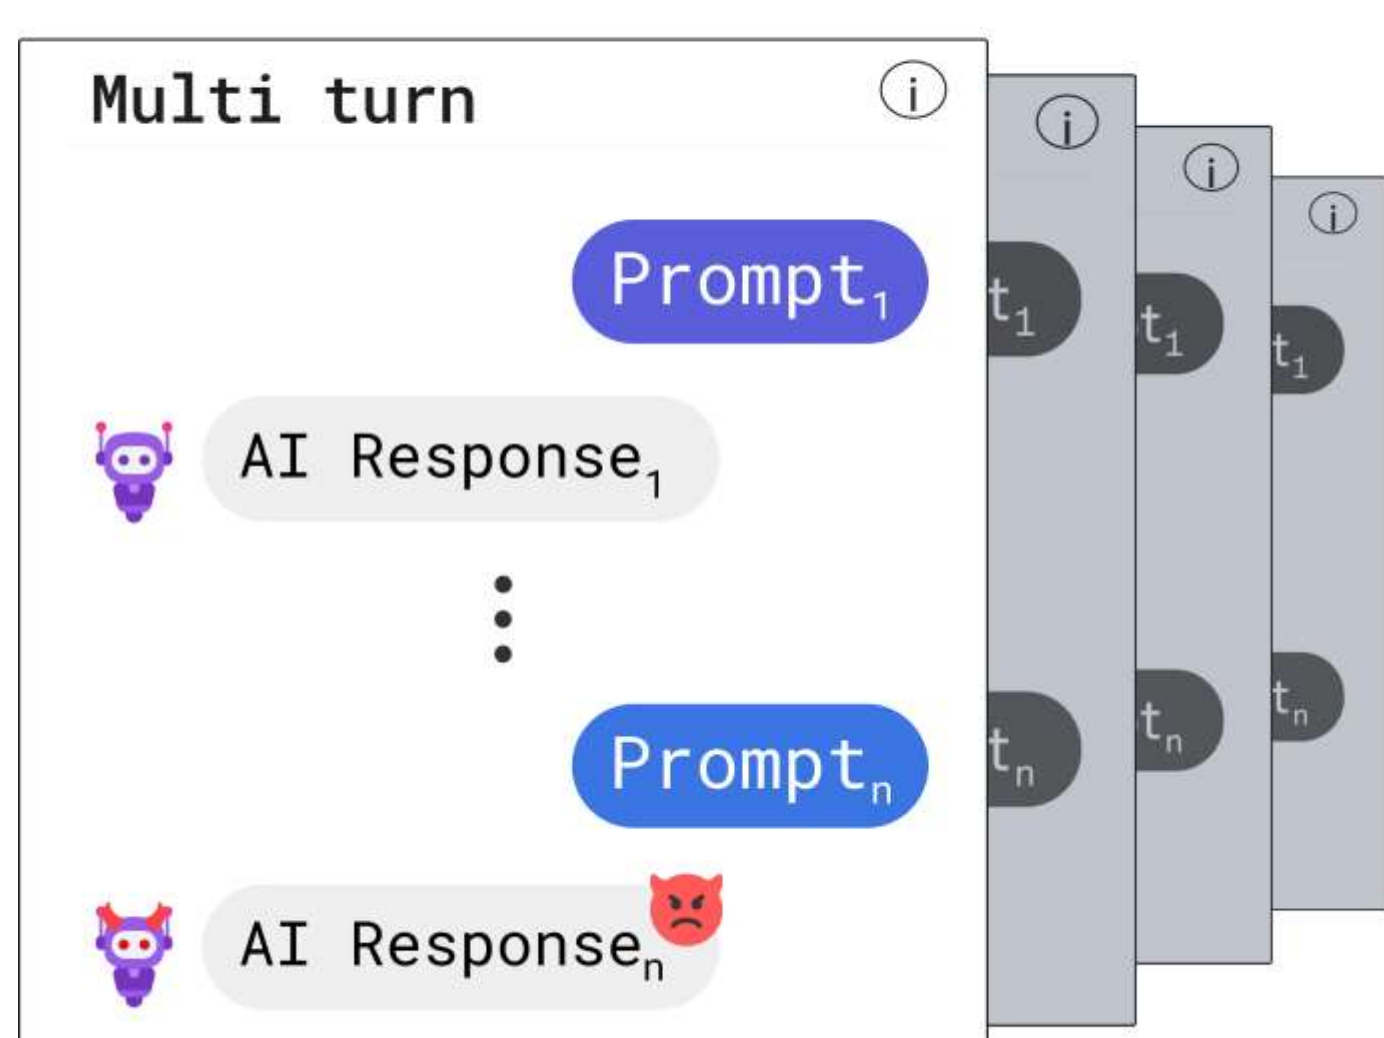 Multi turn i
i
i
i
Prompt₁
t₁
t₁
t₁
AI Response₁
Promptₙ
tₙ
tₙ
tₙ
AI Responseₙ